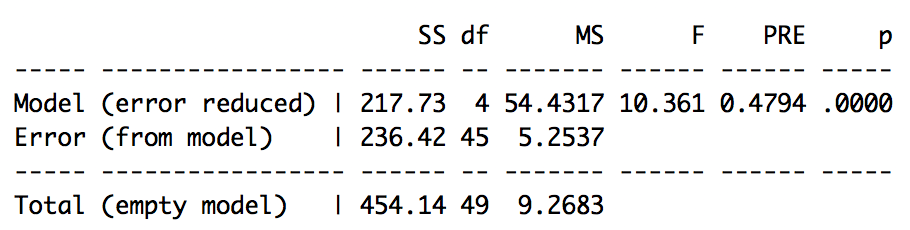 SS df      MS      F    PRE     p
----- ----------------- ------ -- ------- ------ ------ -----
Model (error reduced) | 217.73  4 54.4317 10.361 0.4794 .0000
Error (from model)    | 236.42 45  5.2537
----- ----------------- ------ -- ------- ------ ------ -----
Total (empty model)   | 454.14 49  9.2683